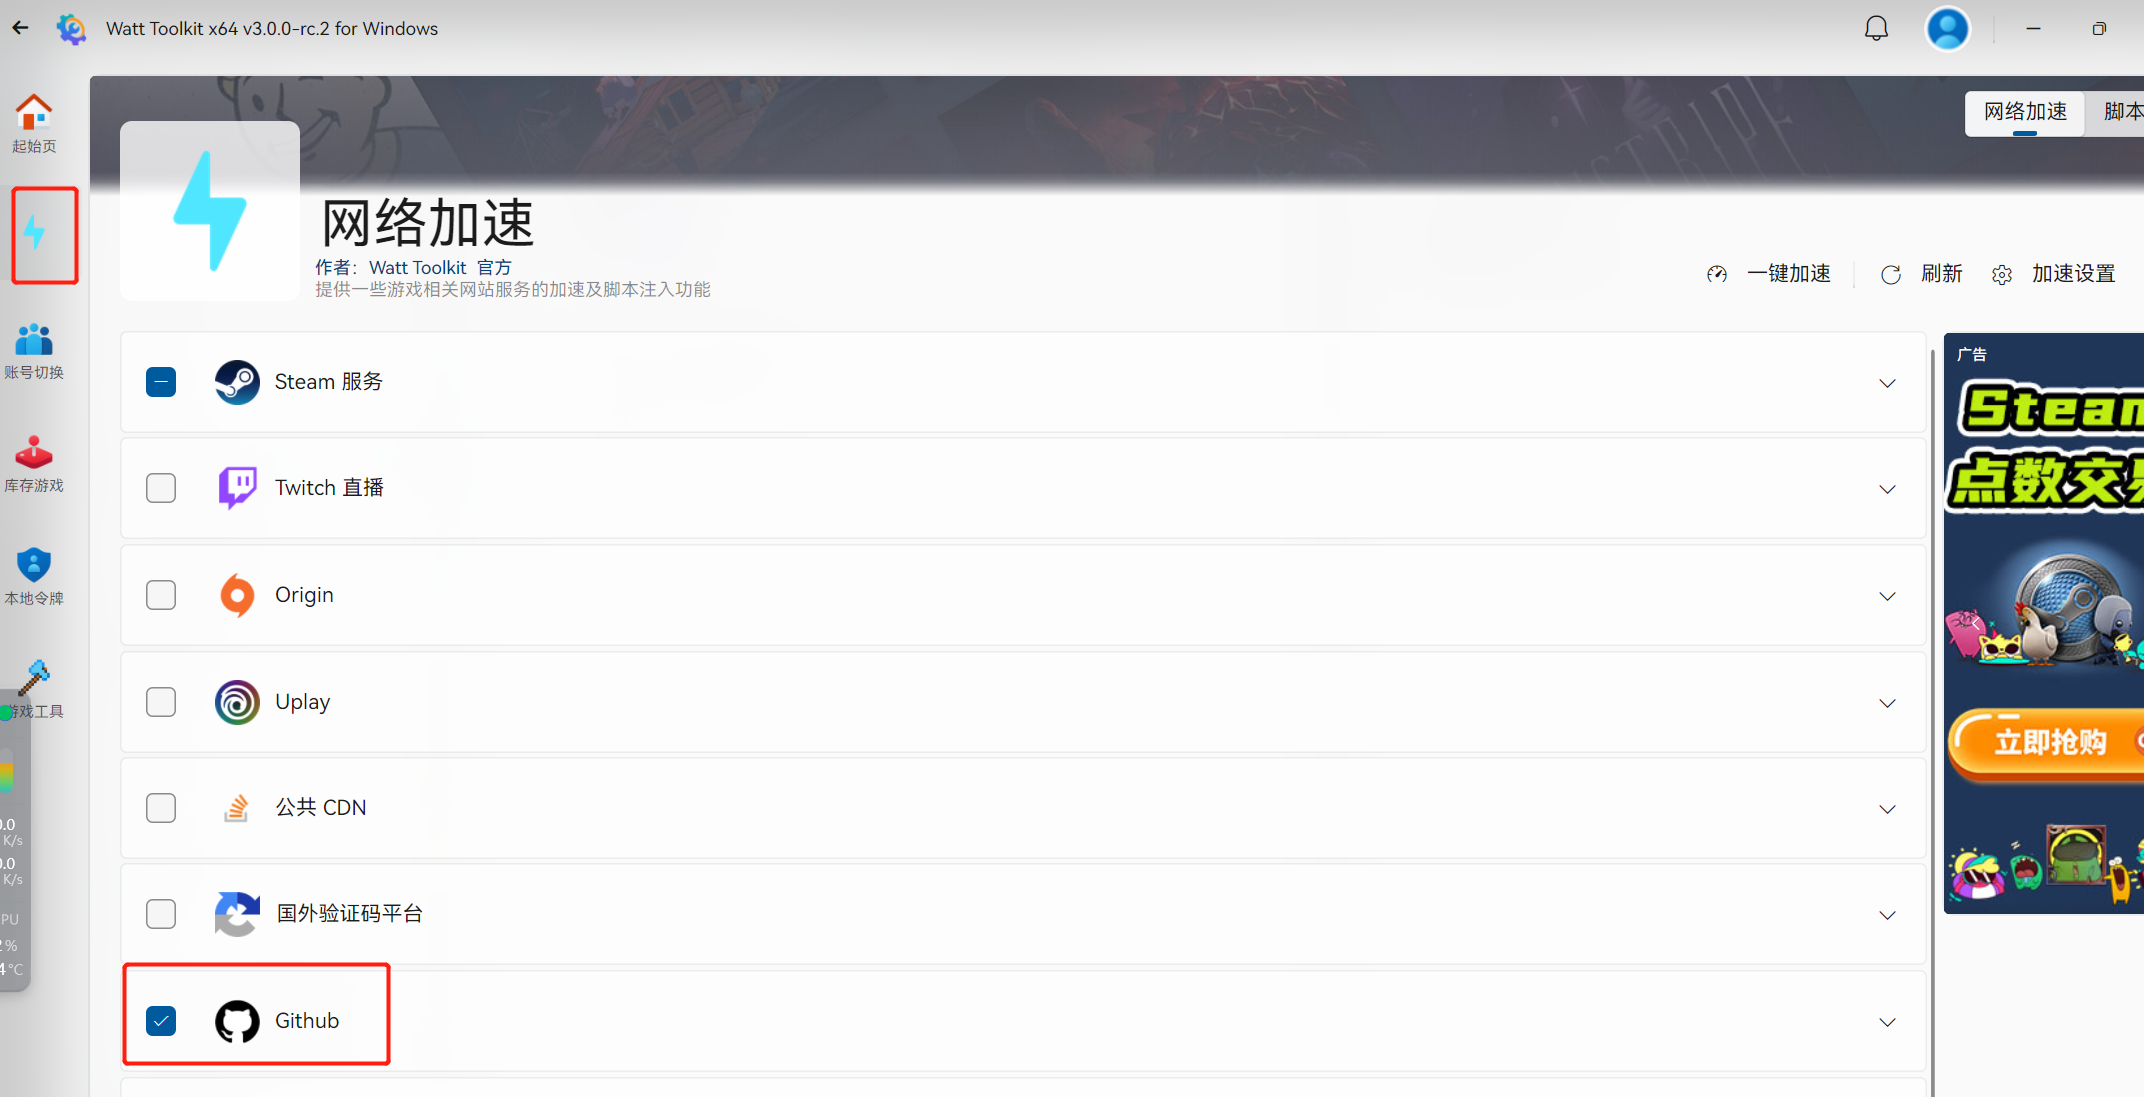 Watt Toolkit x64 v3.0.0-rc.2 for Windows
起始页
账号切换
库存游戏
本地令牌
游戏工具
0.0
K/s
0.0
K/s
PU
2%
4°C
网络加速
脚本
网络加速
作者： Watt Toolkit 官方
提供一些游戏相关网站服务的加速及脚本注入功能
一键加速
刷新
加速设置
Steam 服务
Twitch 直播
Origin
Uplay
公共 CDN
国外验证码平台
Github
广告
Steam
点数交易
立即抢购